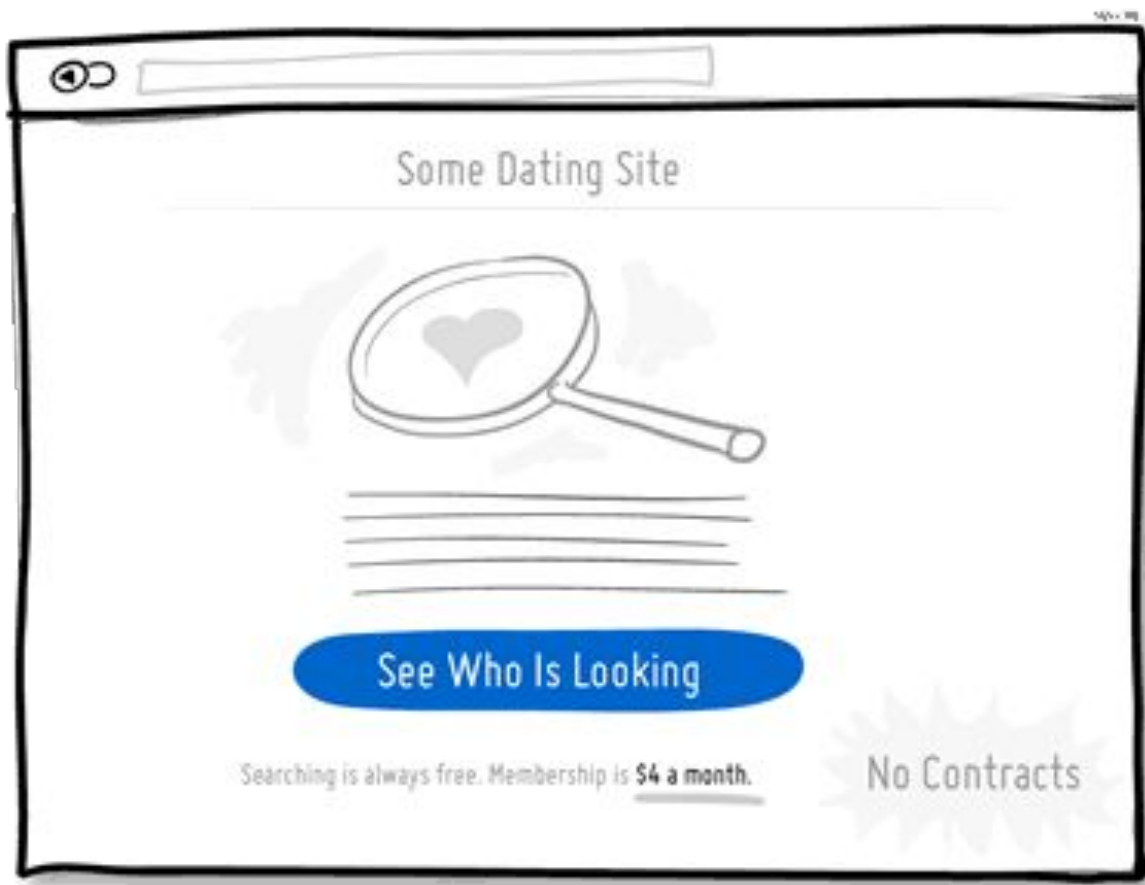 Some Dating Site
See Who Is Looking
Searching is always free. Membership is $4 a month.
No Contracts